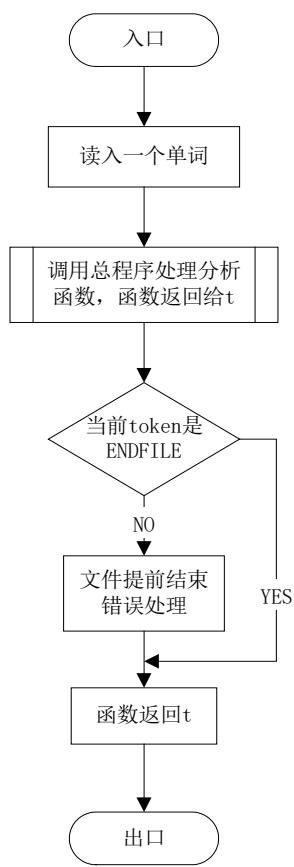 入口
读入一个单词
调用总程序处理分析
函数，函数返回给t
当前token是
ENDFILE
NO
文件提前结束
错误处理
YES
函数返回t
出口